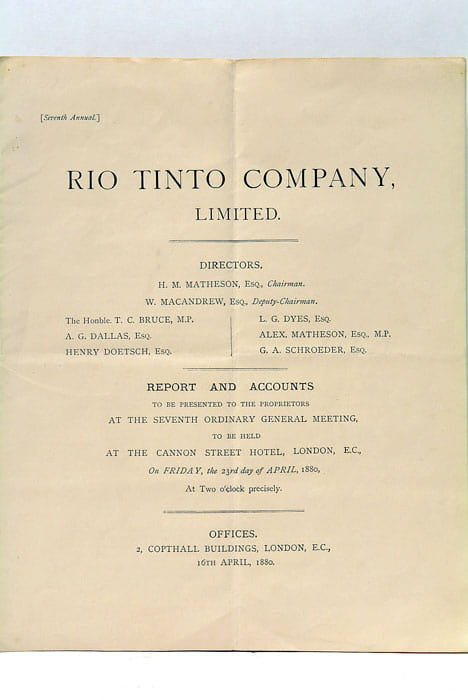 [Seventh Annual.]
RIO TINTO COMPANY,
LIMITED.
DIRECTORS.
H. M. MATHESON, Esq., Chairman.
W. MACANDREW, Esq., Deputy-Chairman.
The Honble. T. C. BRUCE, M.P.
A. G. DALLAS, Esq.
HENRY DOETSCH, Esq.
L. G. DYES, Esq.
ALEX. MATHESON, Esq., M.P.
G. A. SCHROEDER, Esq.
REPORT AND ACCOUNTS
TO BE PRESENTED TO THE PROPRIETORS
AT THE SEVENTH ORDINARY GENERAL MEETING,
TO BE HELD
AT THE CANNON STREET HOTEL, LONDON, E.C.,
On FRIDAY, the 23rd day of APRIL, 1880,
At Two o'clock precisely.
OFFICES.
2, COPTHALL BUILDINGS, LONDON, E.C.,
16TH APRIL, 1880.